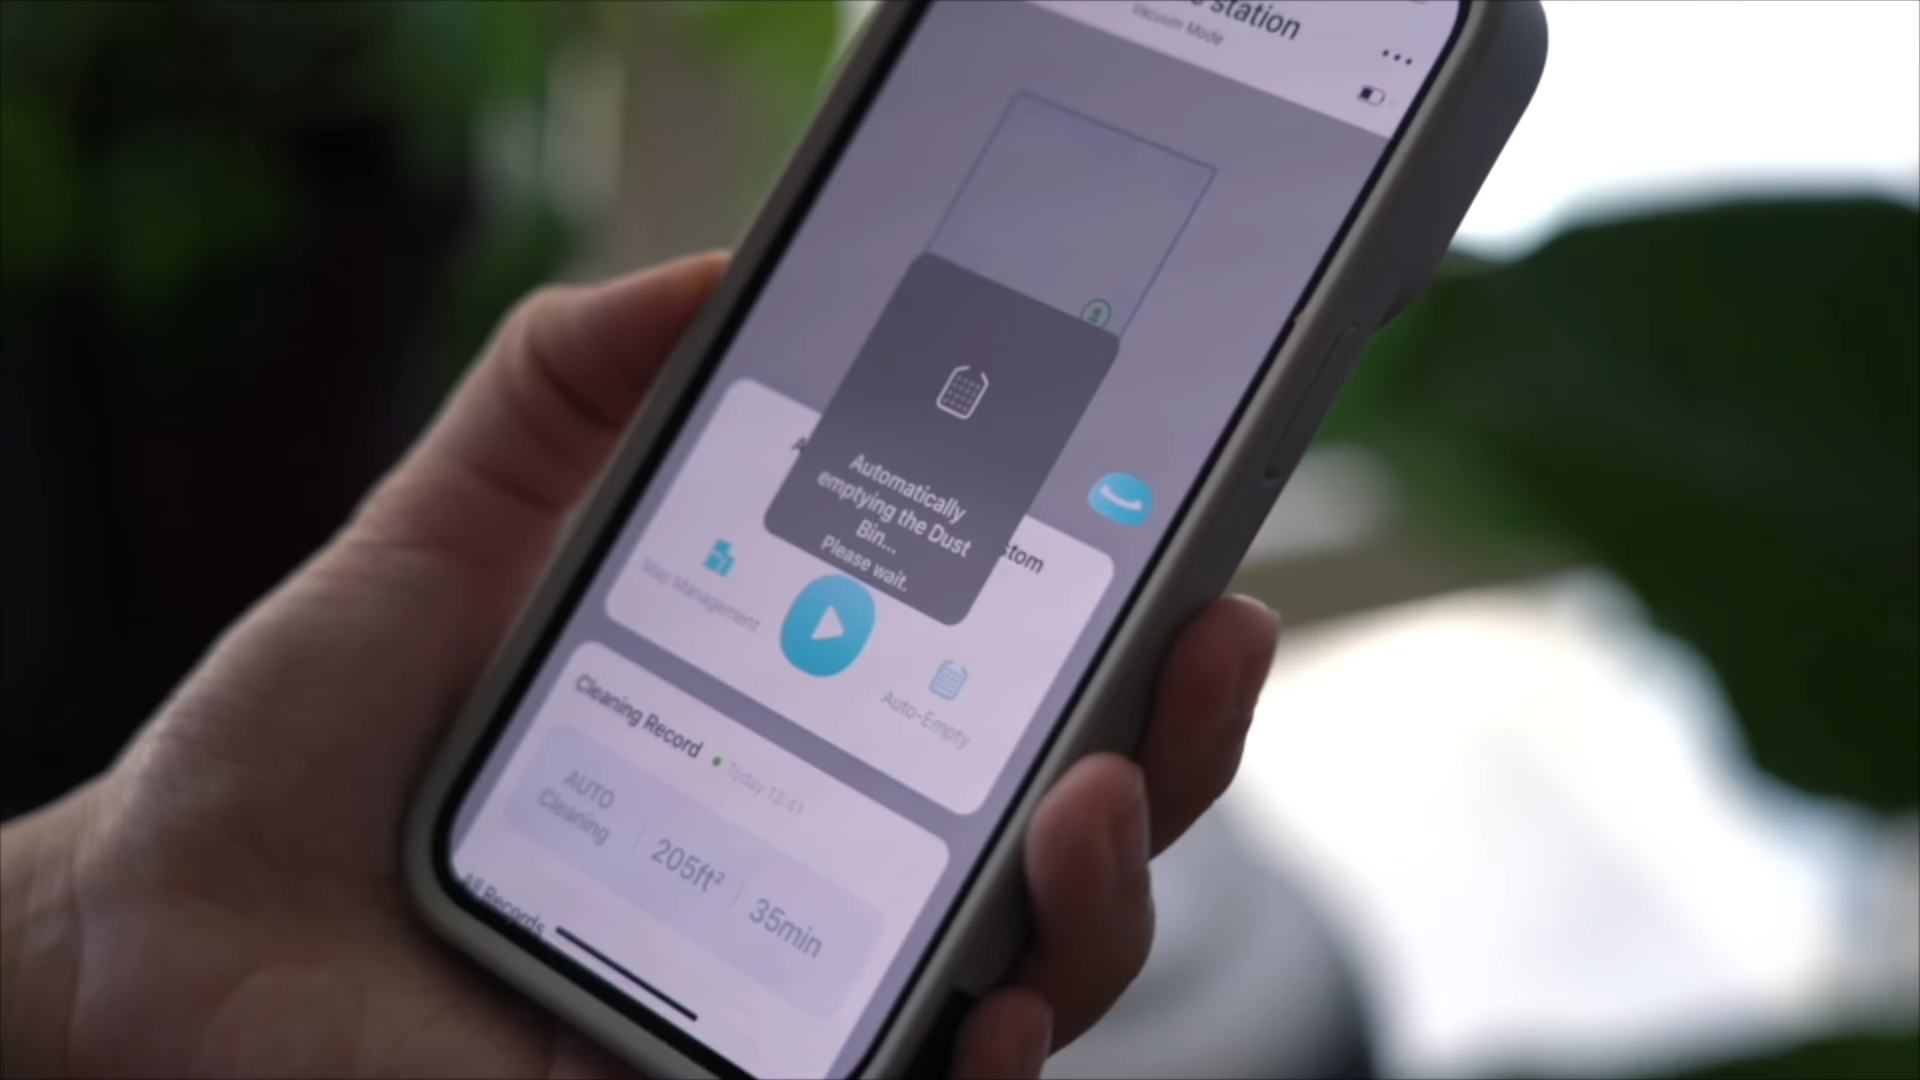 station
Vacuum Mode
Automatically
emptying the Dust
Bin...
Please wait.
Map Management
Auto-Empty
Cleaning Record
Today 13:41
AUTO
Cleaning
205ft²
35min
All Records